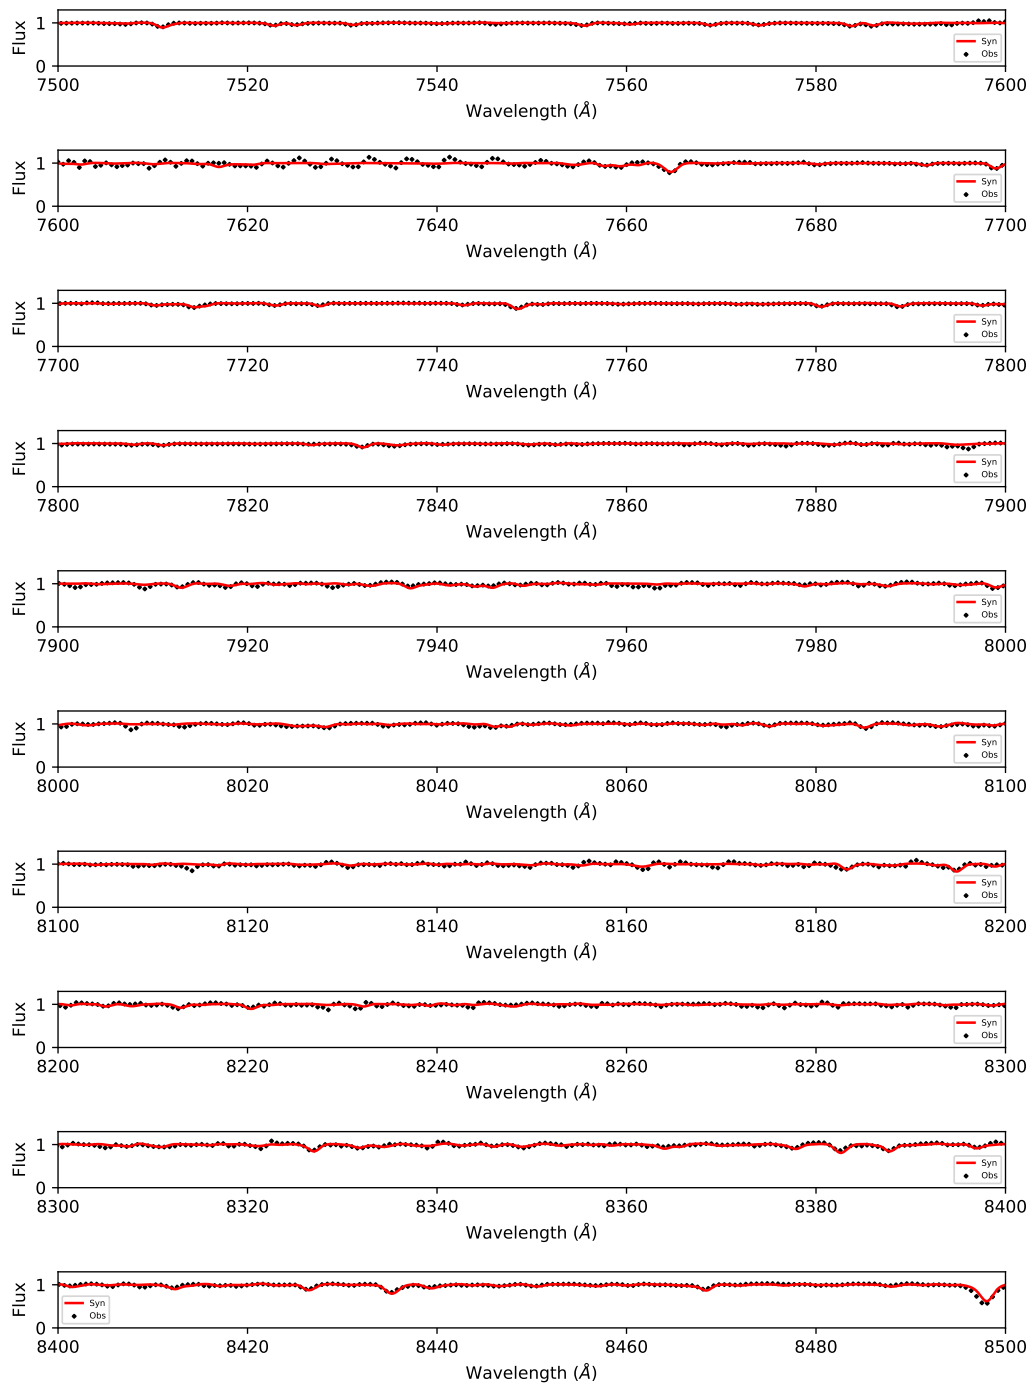 Flux
1
0
Syn
Obs
7500 7520 7540 7560 7580 7600
Wavelength (Å)
Flux
1
0
Syn
Obs
7600 7620 7640 7660 7680 7700
Wavelength (Å)
Flux
1
0
Syn
Obs
7700 7720 7740 7760 7780 7800
Wavelength (Å)
Flux
1
0
Syn
Obs
7800 7820 7840 7860 7880 7900
Wavelength (Å)
Flux
1
0
Syn
Obs
7900 7920 7940 7960 7980 8000
Wavelength (Å)
Flux
1
0
Syn
Obs
8000 8020 8040 8060 8080 8100
Wavelength (Å)
Flux
1
0
Syn
Obs
8100 8120 8140 8160 8180 8200
Wavelength (Å)
Flux
1
0
Syn
Obs
8200 8220 8240 8260 8280 8300
Wavelength (Å)
Flux
1
0
Syn
Obs
8300 8320 8340 8360 8380 8400
Wavelength (Å)
Flux
1
0
Syn
Obs
8400 8420 8440 8460 8480 8500
Wavelength (Å)